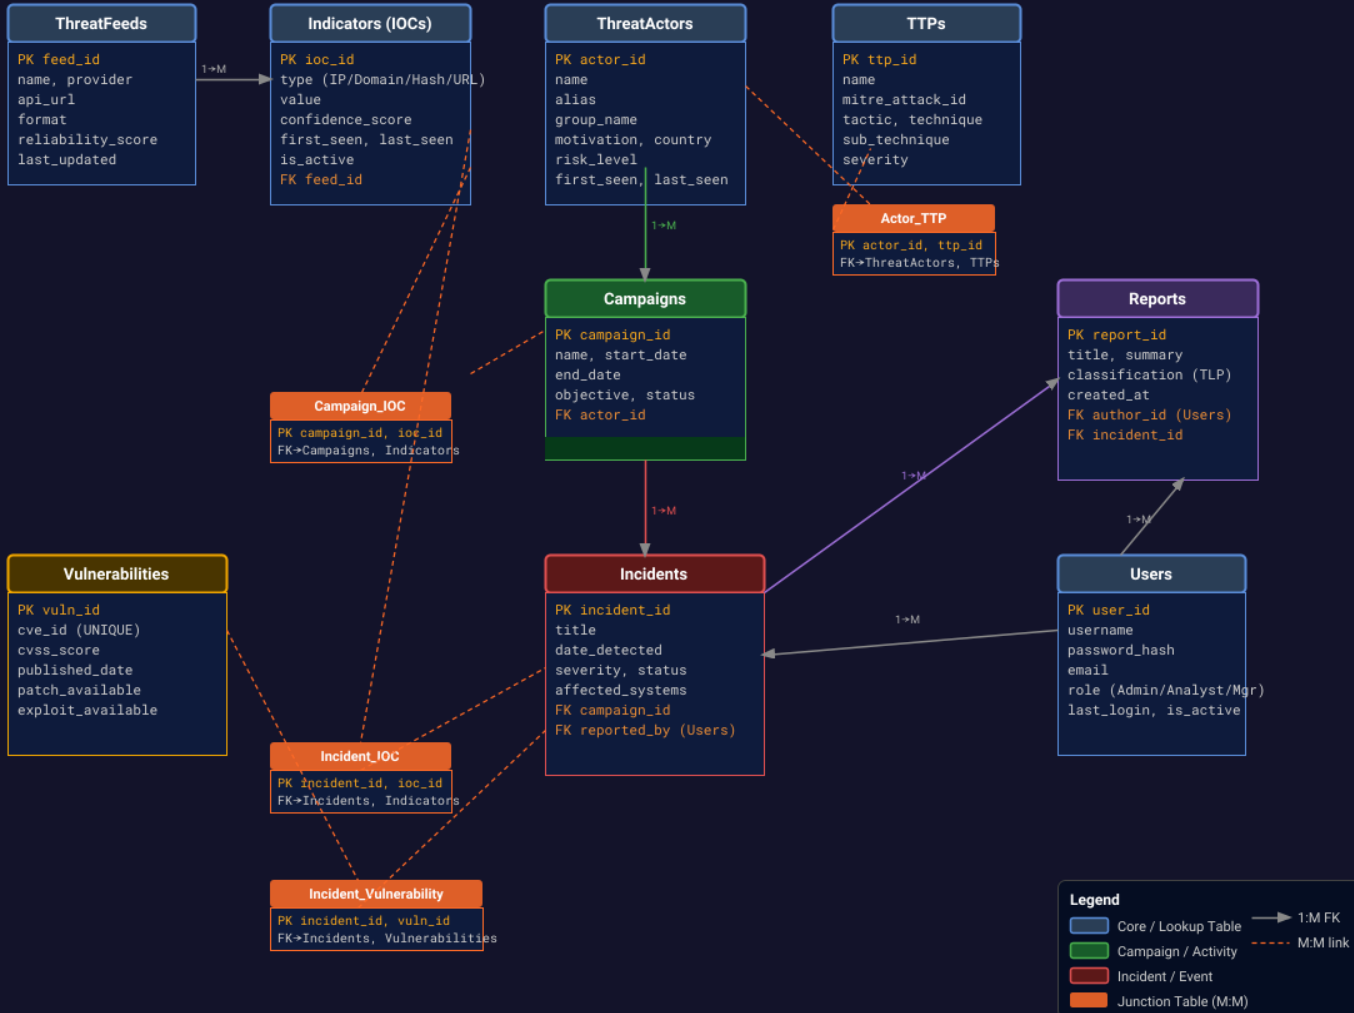 ThreatFeeds
PK feed_id
name, provider
api_url
format
reliability_score
last_updated
1→M
Indicators (IOCs)
PK ioc_id
type (IP/Domain/Hash/URL)
value
confidence_score
first_seen, last_seen
is_active
FK feed_id
ThreatActors
PK actor_id
name
alias
group_name
motivation, country
risk_level
first_seen, last_seen
TTPs
PK ttp_id
name
mitre_attack_id
tactic, technique
sub_technique
severity
Actor_TTP
PK actor_id, ttp_id
FK→ThreatActors, TTPs
1→M
Campaigns
PK campaign_id
name, start_date
end_date
objective, status
FK actor_id
Reports
PK report_id
title, summary
classification (TLP)
created_at
FK author_id (Users)
FK incident_id
Campaign_IOC
PK campaign_id, ioc_id
FK→Campaigns, Indicators
1→M
1→M
1→M
Vulnerabilities
PK vuln_id
cve_id (UNIQUE)
cvss_score
published_date
patch_available
exploit_available
Incidents
PK incident_id
title
date_detected
severity, status
affected_systems
FK campaign_id
FK reported_by (Users)
1→M
Users
PK user_id
username
password_hash
email
role (Admin/Analyst/Mgr)
last_login, is_active
Incident_IOC
PK incident_id, ioc_id
FK→Incidents, Indicators
Incident_Vulnerability
PK incident_id, vuln_id
FK→Incidents, Vulnerabilities
Legend
Core / Lookup Table
Campaign / Activity
Incident / Event
Junction Table (M:M)
1:M FK
M:M link